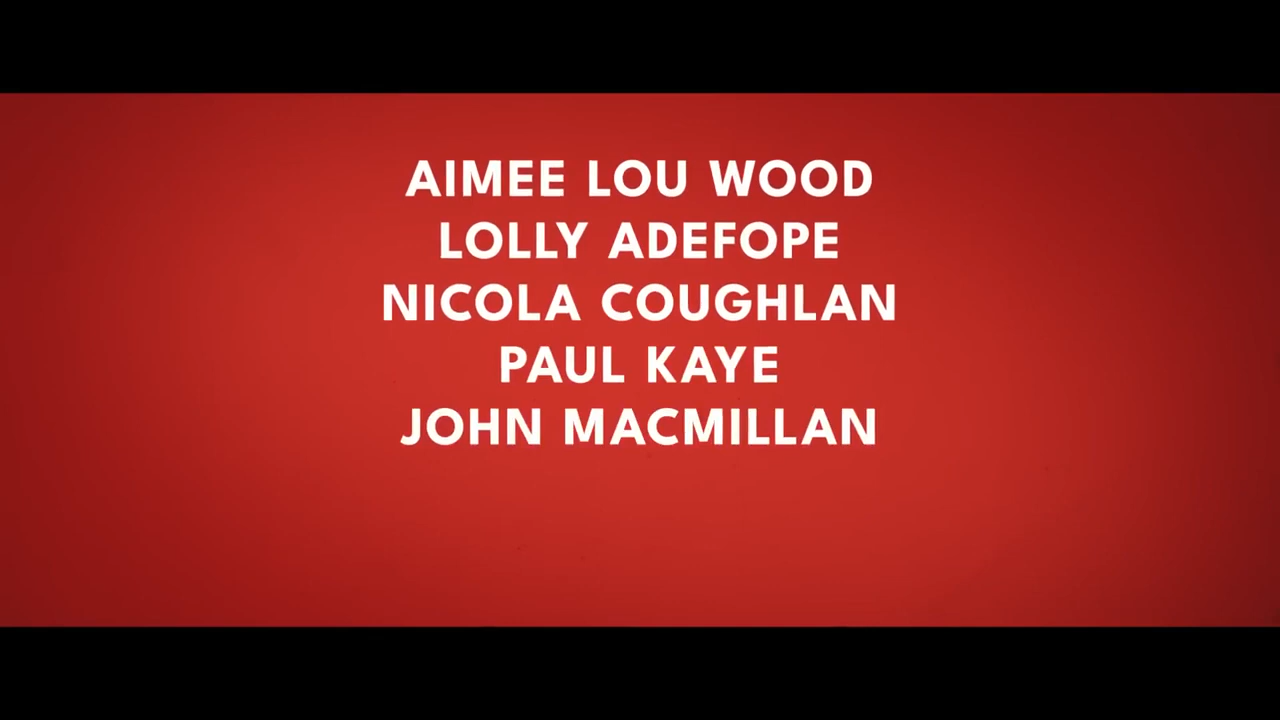 AIMEE LOU WOOD
LOLLY ADEFOPE
NICOLA COUGHLAN
PAUL KAYE
JOHN MACMILLAN